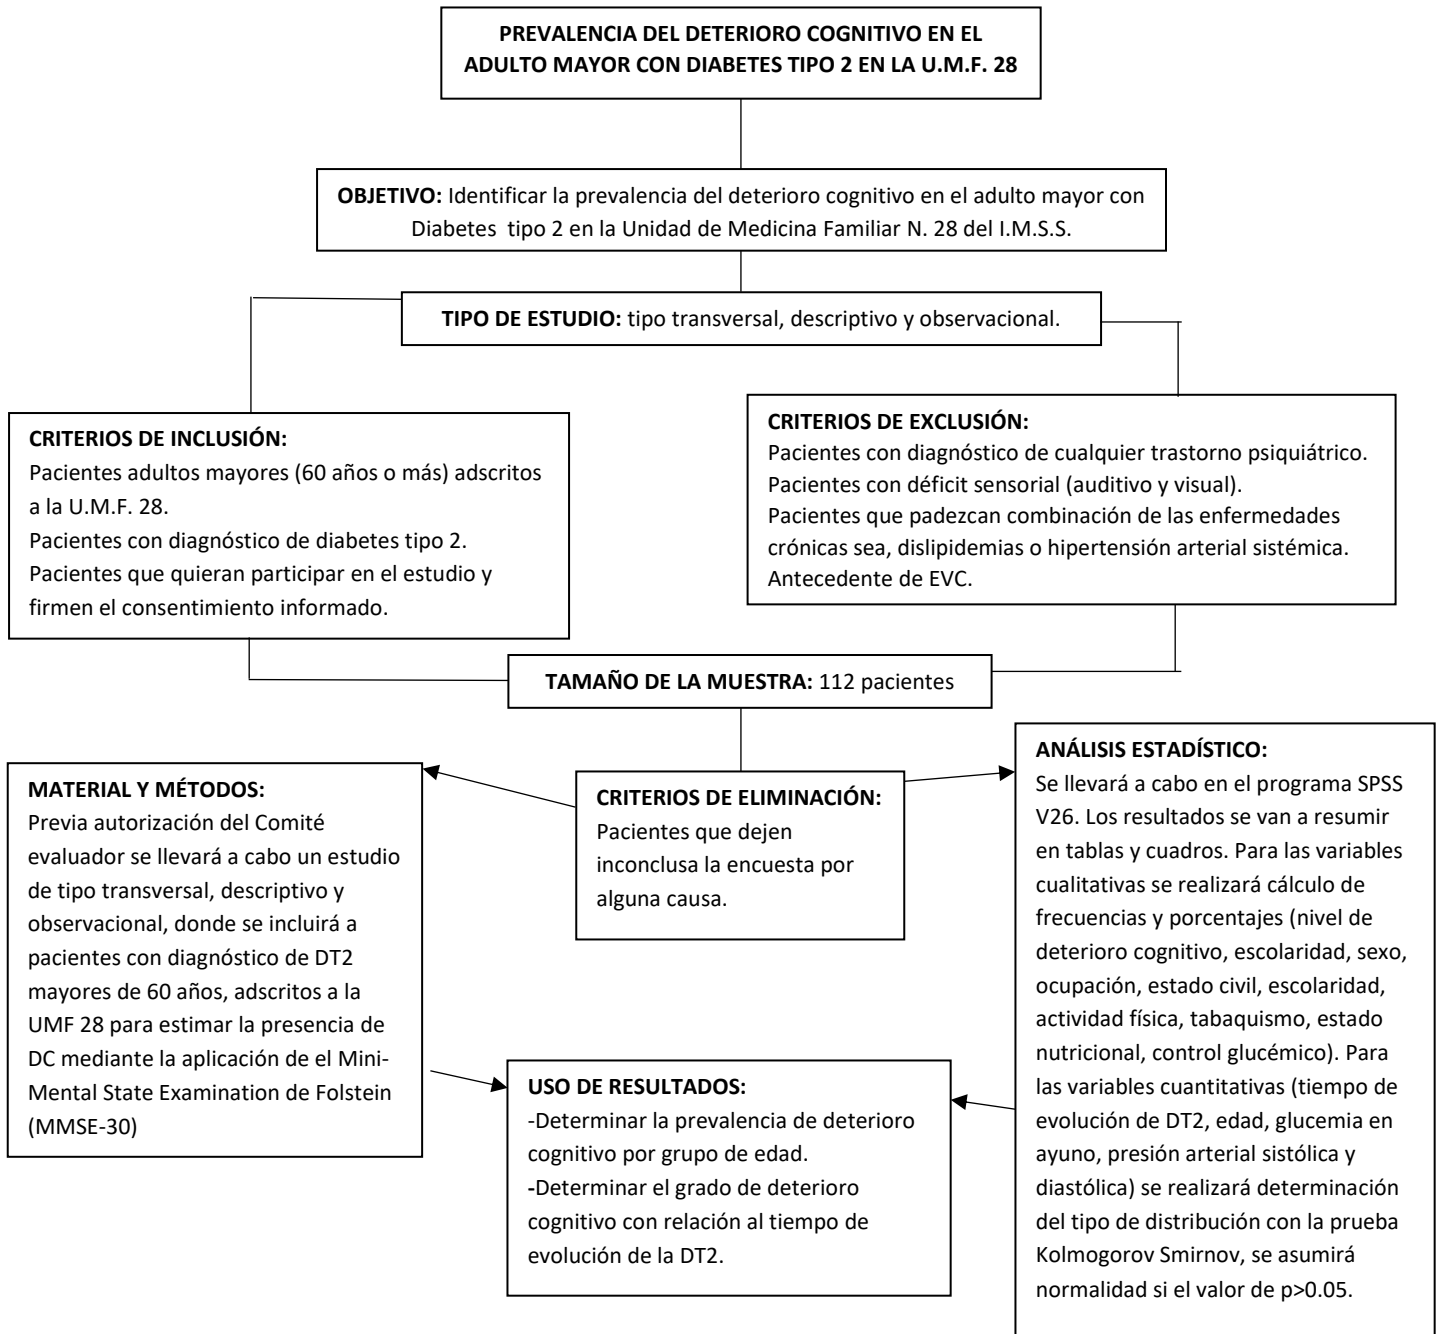 PREVALENCIA DEL DETERIORO COGNITIVO EN EL
ADULTO MAYOR CON DIABETES TIPO 2 EN LA U.M.F. 28
OBJETIVO: Identificar la prevalencia del deterioro cognitivo en el adulto mayor con
Diabetes tipo 2 en la Unidad de Medicina Familiar N. 28 del I.M.S.S.
TIPO DE ESTUDIO: tipo transversal, descriptivo y observacional.
CRITERIOS DE INCLUSIÓN:
Pacientes adultos mayores (60 años o más) adscritos
a la U.M.F. 28.
Pacientes con diagnóstico de diabetes tipo 2.
Pacientes que quieran participar en el estudio y
firmen el consentimiento informado.
CRITERIOS DE EXCLUSIÓN:
Pacientes con diagnóstico de cualquier trastorno psiquiátrico.
Pacientes con déficit sensorial (auditivo y visual).
Pacientes que padezcan combinación de las enfermedades
crónicas sea, dislipidemias o hipertensión arterial sistémica.
Antecedente de EVC.
TAMAÑO DE LA MUESTRA: 112 pacientes
MATERIAL Y MÉTODOS:
Previa autorización del Comité
evaluador se llevará a cabo un estudio
de tipo transversal, descriptivo y
observacional, donde se incluirá a
pacientes con diagnóstico de DT2
mayores de 60 años, adscritos a la
UMF 28 para estimar la presencia de
DC mediante la aplicación de el Mini-
Mental State Examination de Folstein
(MMSE-30)
CRITERIOS DE ELIMINACIÓN:
Pacientes que dejen
inconclusa la encuesta por
alguna causa.
ANÁLISIS ESTADÍSTICO:
Se llevará a cabo en el programa SPSS
V26. Los resultados se van a resumir
en tablas y cuadros. Para las variables
cualitativas se realizará cálculo de
frecuencias y porcentajes (nivel de
deterioro cognitivo, escolaridad, sexo,
ocupación, estado civil, escolaridad,
actividad física, tabaquismo, estado
nutricional, control glucémico). Para
las variables cuantitativas (tiempo de
evolución de DT2, edad, glucemia en
ayuno, presión arterial sistólica y
diastólica) se realizará determinación
del tipo de distribución con la prueba
Kolmogorov Smirnov, se asumirá
normalidad si el valor de p>0.05.
USO DE RESULTADOS:
-Determinar la prevalencia de deterioro
cognitivo por grupo de edad.
-Determinar el grado de deterioro
cognitivo con relación al tiempo de
evolución de la DT2.